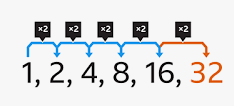 ×2 ×2 ×2 ×2 ×2
1, 2, 4, 8, 16, 32